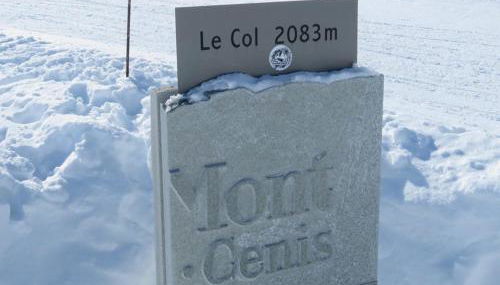 Le Col 2083m
Mont
·Cenis